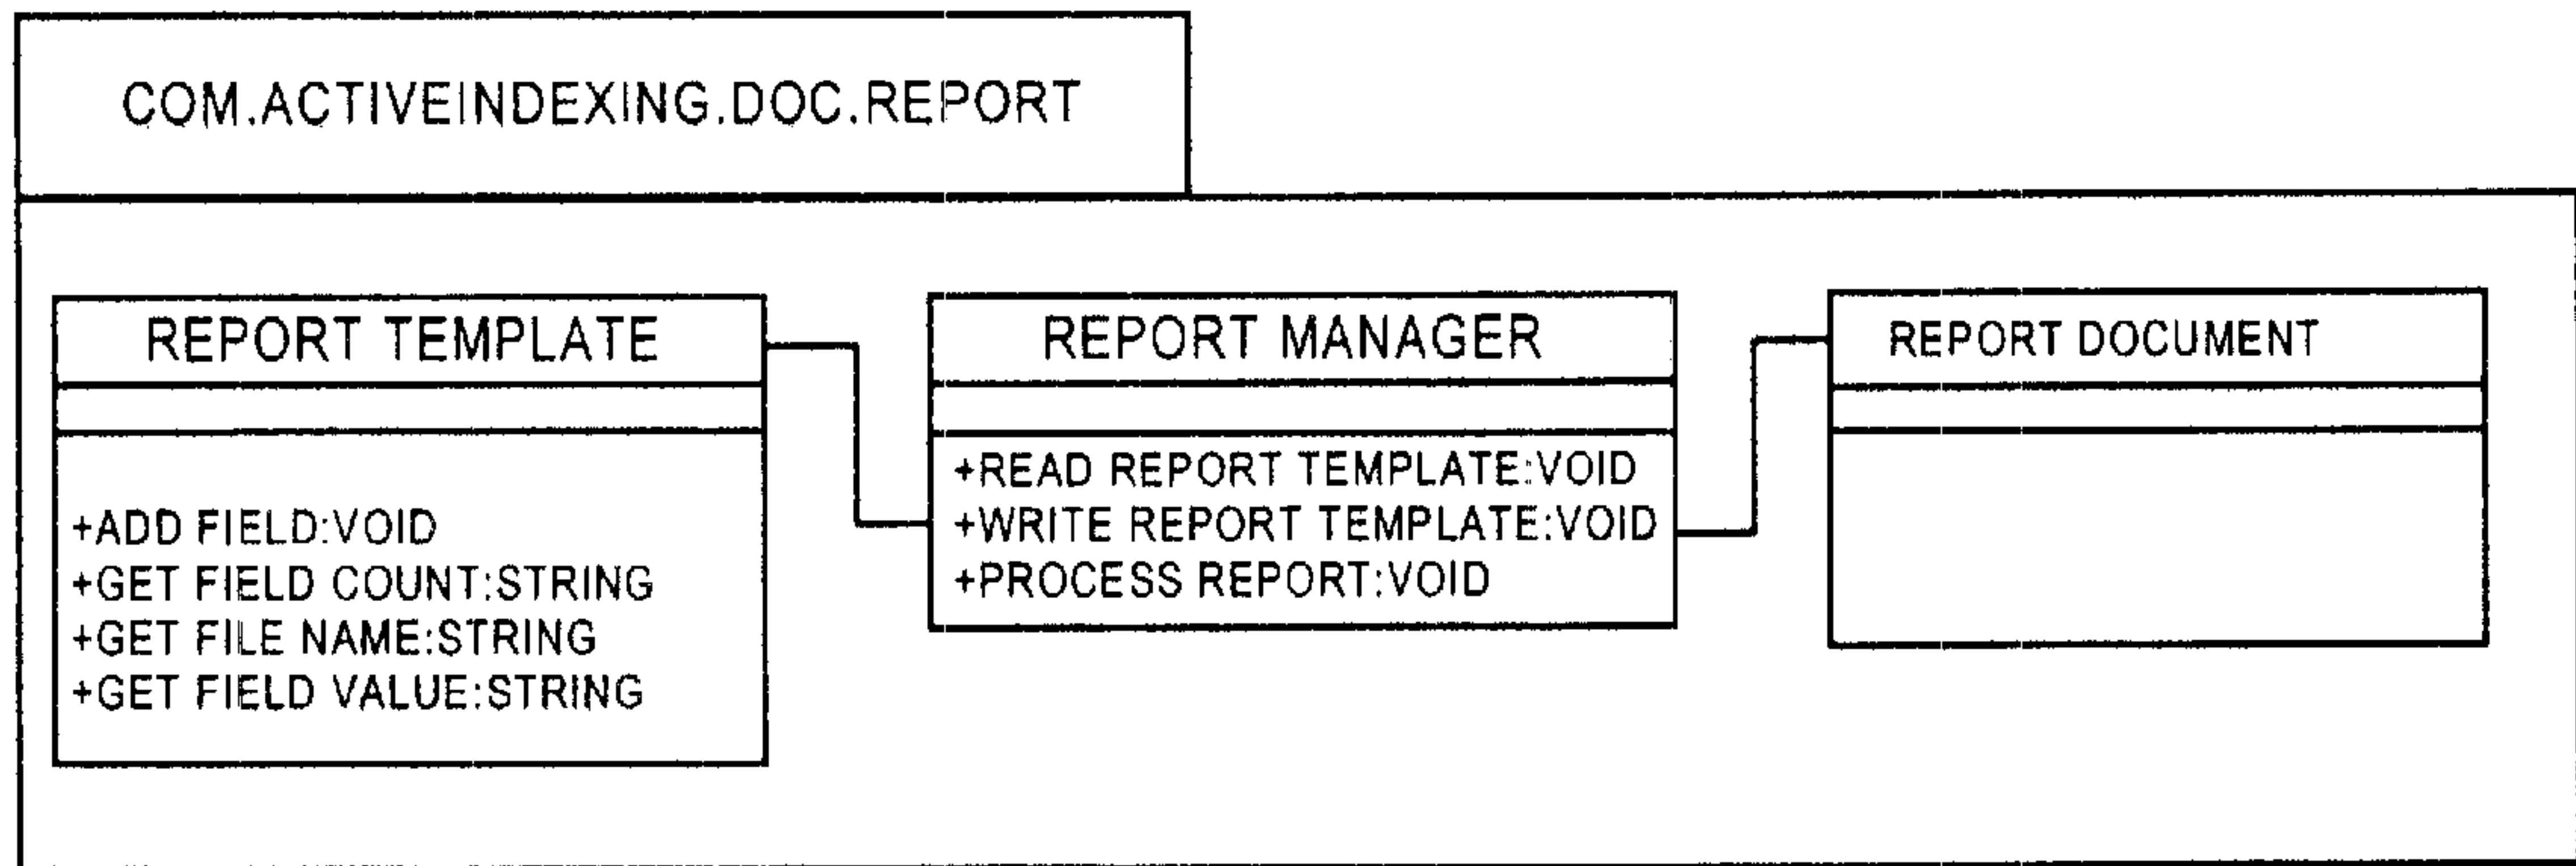 COM.ACTIVEINDEXING.DOC.REPORT
REPORT TEMPLATE
+ADD FIELD:VOID
+GET FIELD COUNT:STRING
+GET FILE NAME:STRING
+GET FIELD VALUE:STRING
REPORT MANAGER
+READ REPORT TEMPLATE:VOID
+WRITE REPORT TEMPLATE:VOID
+PROCESS REPORT:VOID
REPORT DOCUMENT